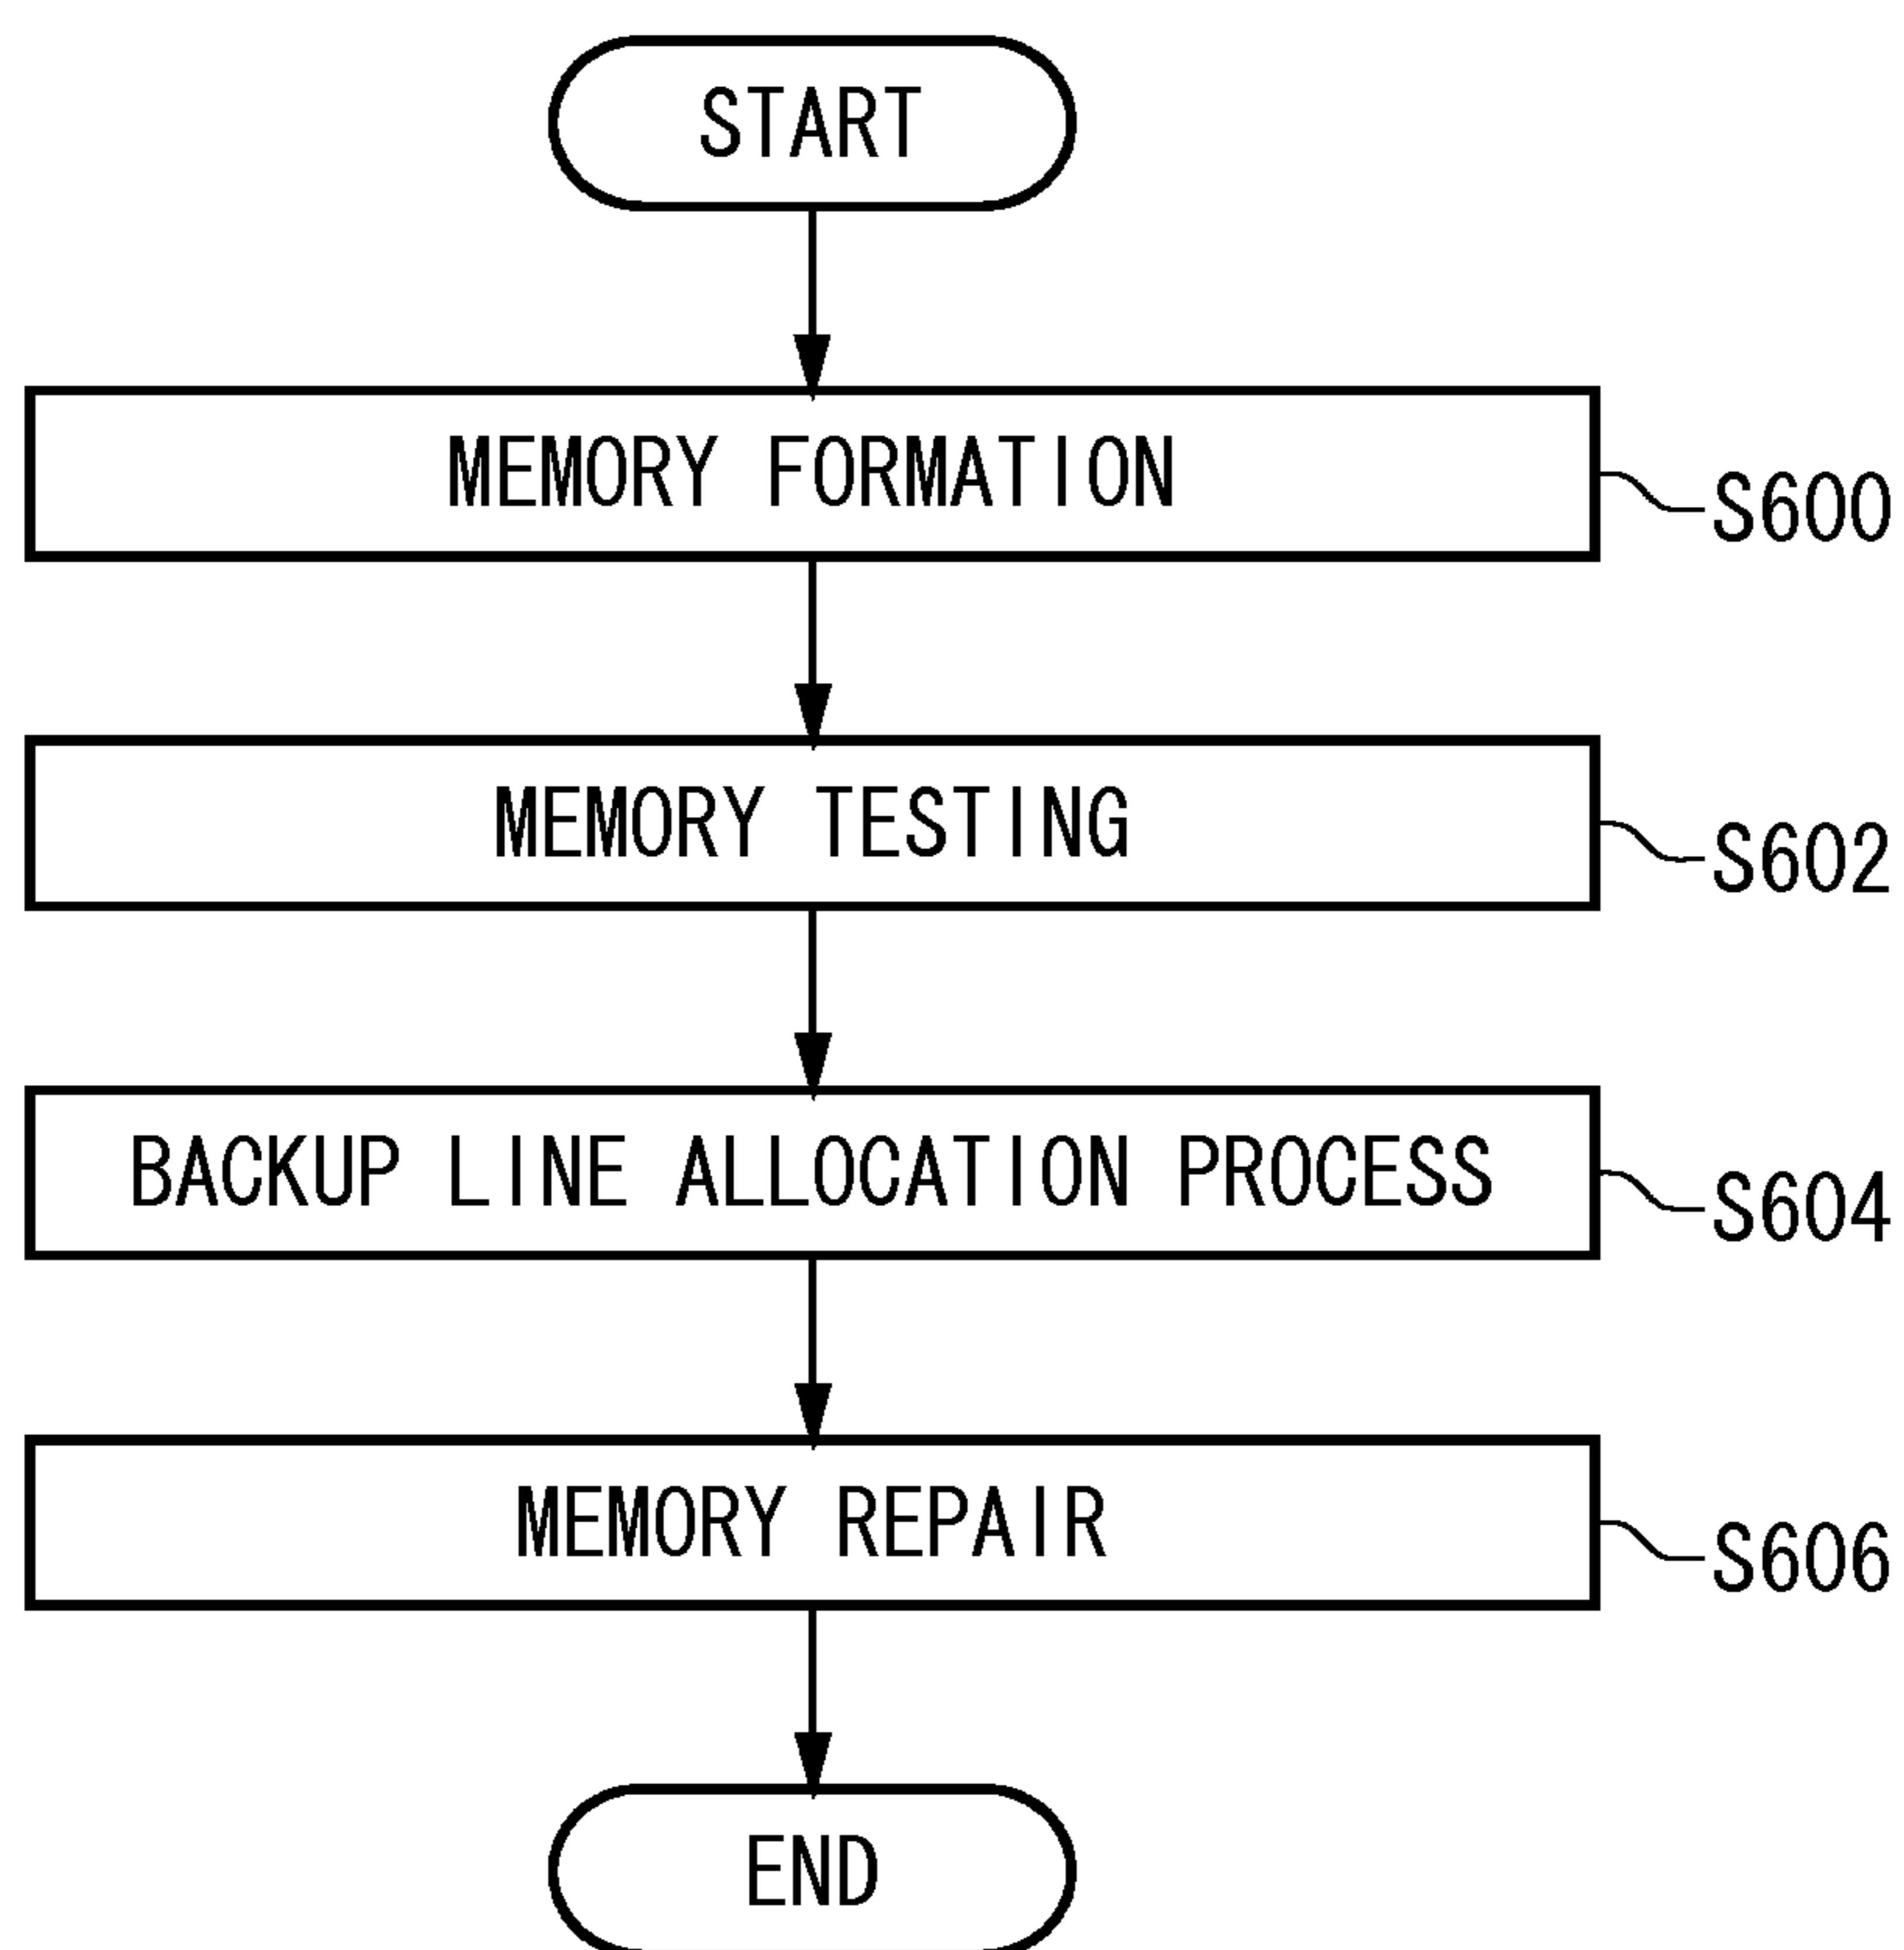 START
MEMORY FORMATION
S600
MEMORY TESTING
S602
BACKUP LINE ALLOCATION PROCESS
S604
MEMORY REPAIR
S606
END